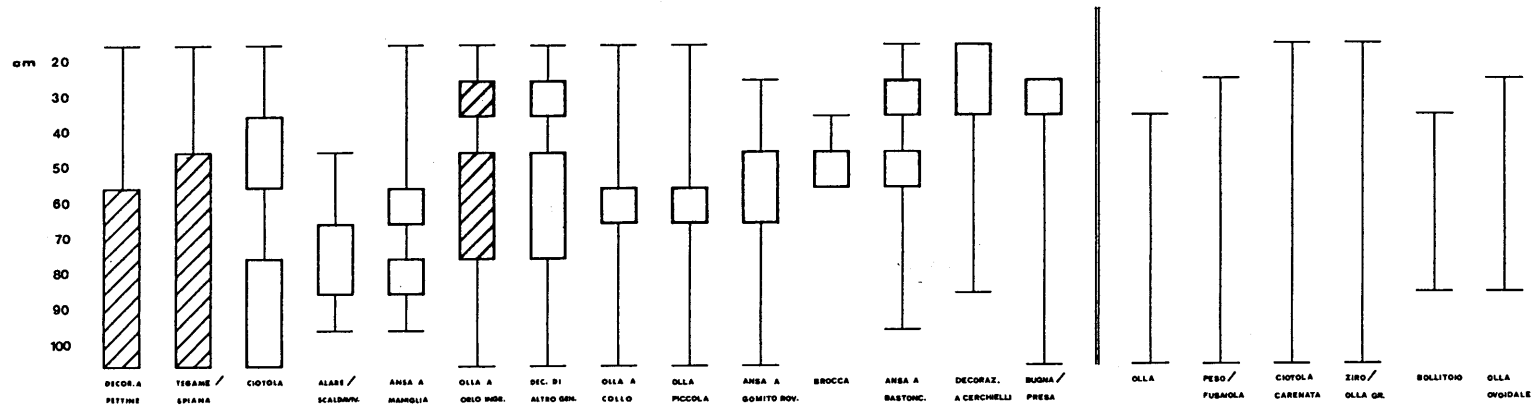 cm 20
30
40
50
60
70
80
90
100
DECOR. A PETTINE
TEGAME / SPIANA
CIOTOLA
ALARE / SCALDAVIV.
ANSA A MANIGLIA
OLLA A ORLO INGR.
DEC. DI ALTRO GEN.
OLLA A COLLO
OLLA PICCOLA
ANSA A GOMITO ROV.
BROCCA
ANSA A BASTONC.
DECORAZ. A CERCHIELLI
BUGNA / PRESA
OLLA
PESO / FUSAIOLA
CIOTOLA CARENATA
ZIRO / OLLA GR.
BOLLITOIO
OLLA OVOIDALE